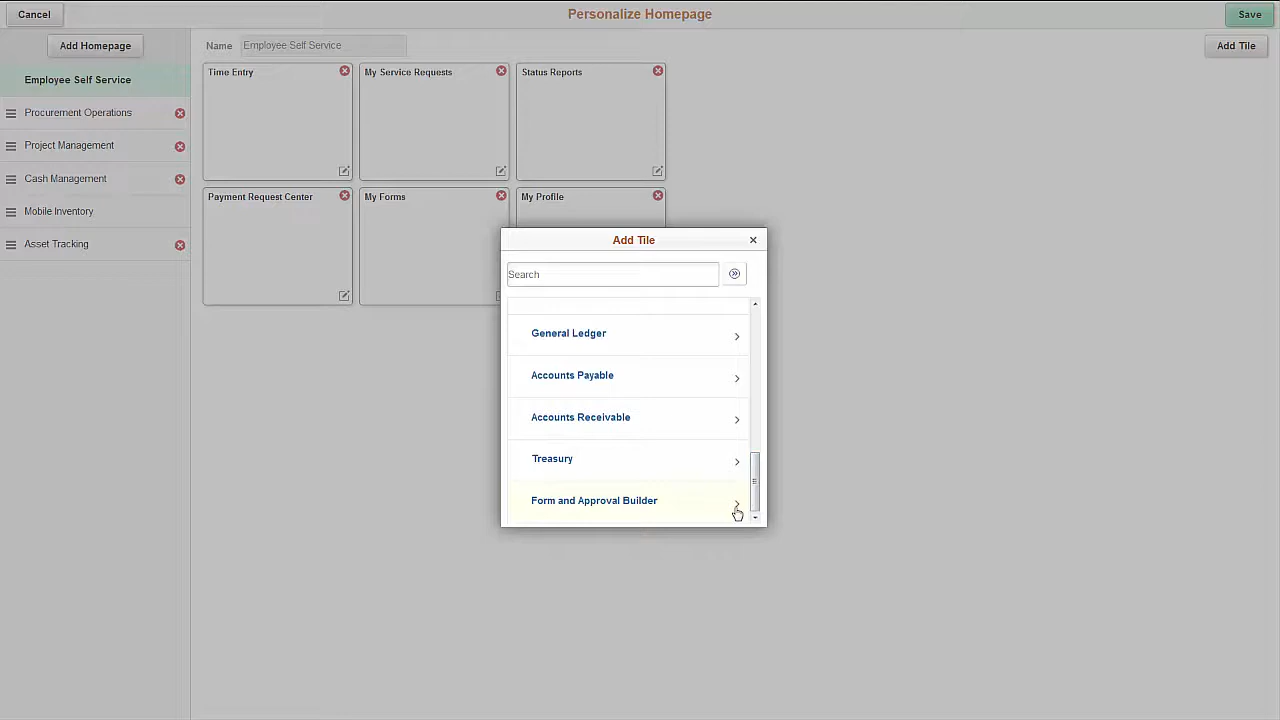 Cancel
Personalize Homepage
Save
Add Homepage
Name
Employee Self Service
Add Tile
Employee Self Service
Procurement Operations
Project Management
Cash Management
Mobile Inventory
Asset Tracking
Time Entry
My Service Requests
Status Reports
Payment Request Center
My Forms
My Profile
Add Tile
Search
General Ledger
Accounts Payable
Accounts Receivable
Treasury
Form and Approval Builder